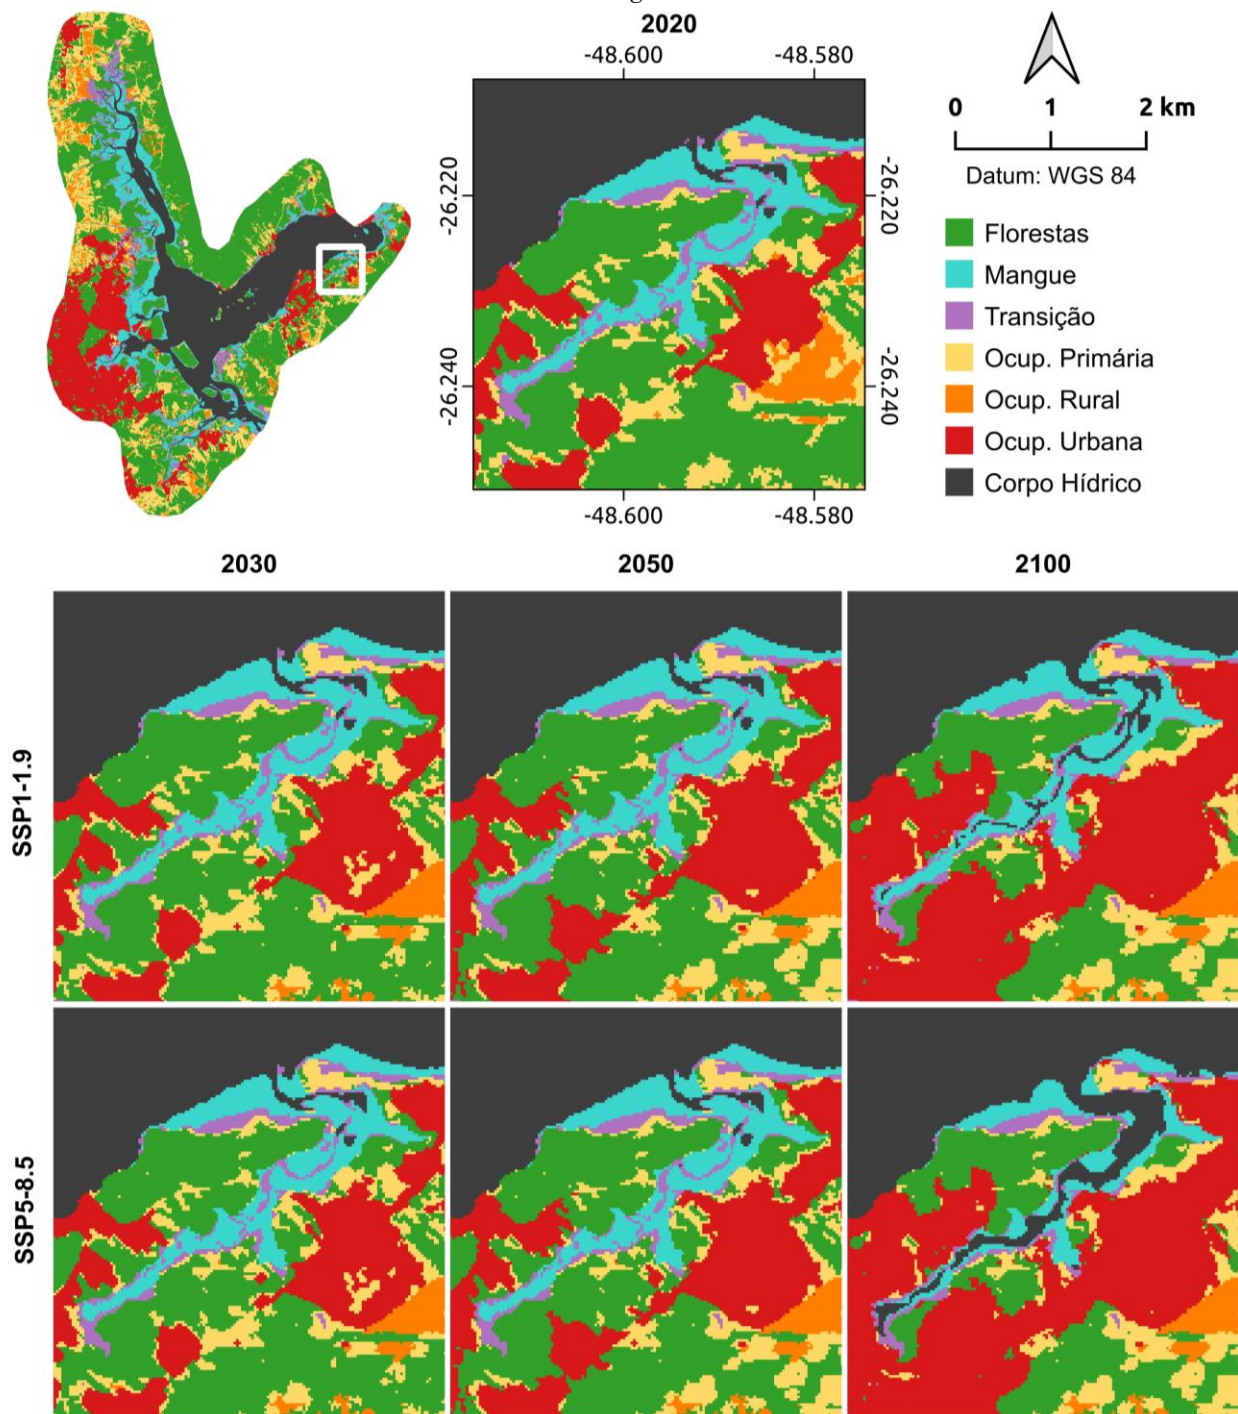 2020
-48.600 -48.580
0 1 2 km
Datum: WGS 84
-26.220
-26.220
-26.240
-26.240
Florestas
Mangue
Transição
Ocup. Primária
Ocup. Rural
Ocup. Urbana
Corpo Hídrico
-48.600 -48.580
2030 2050 2100
SSP1-1.9
SSP5-8.5